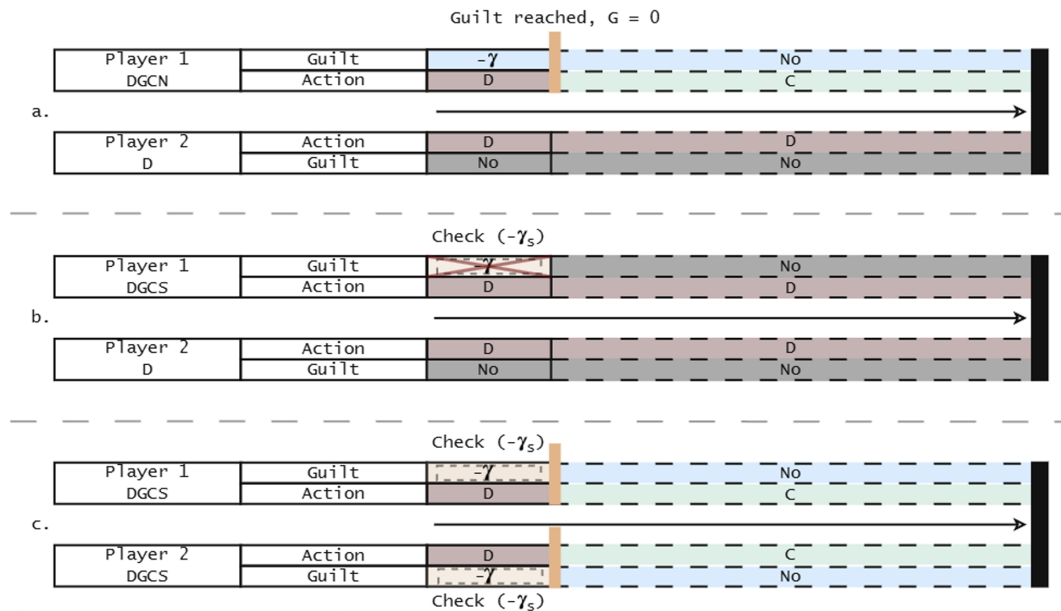 Guilt reached, G = 0
Player 1 Guilt -γ No
DGCN Action D C
a.
Player 2 Action D D
D Guilt No No
Check (-γs)
Player 1 Guilt -γ No
DGCS Action D D
b.
Player 2 Action D D
D Guilt No No
Check (-γs)
Player 1 Guilt -γ No
DGCS Action D C
c.
Player 2 Action D C
DGCS Guilt -γ No
Check (-γs)